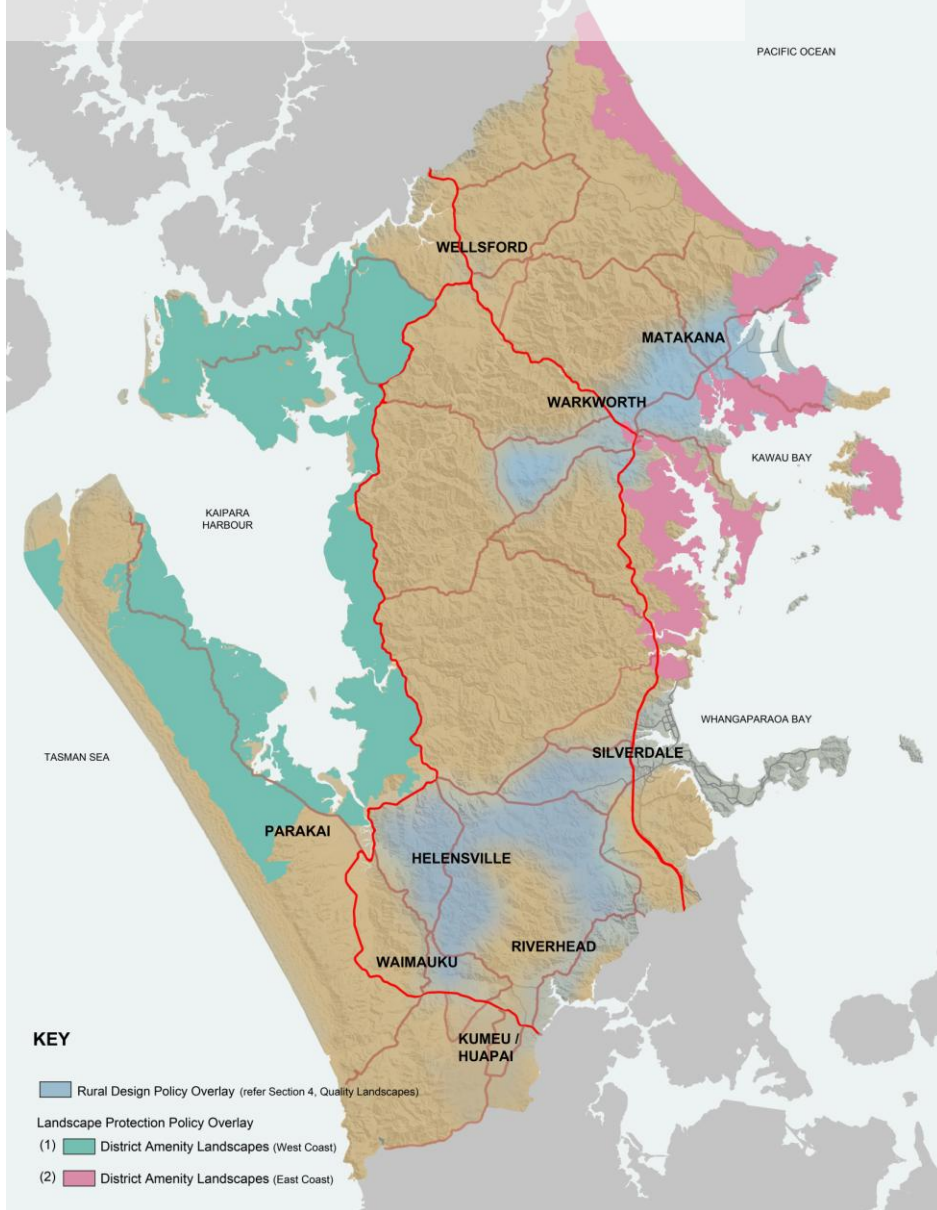 PACIFIC OCEAN
WELLSFORD
MATAKANA
WARKWORTH
KAWAU BAY
KAIPARA
HARBOUR
WHANGAPARAOA BAY
TASMAN SEA
SILVERDALE
PARAKAI
HELENSVILLE
RIVERHEAD
WAIMAUKU
KUMEU /
HUAPAI
KEY
Rural Design Policy Overlay (refer Section 4, Quality Landscapes)
Landscape Protection Policy Overlay
(1) District Amenity Landscapes (West Coast)
(2) District Amenity Landscapes (East Coast)